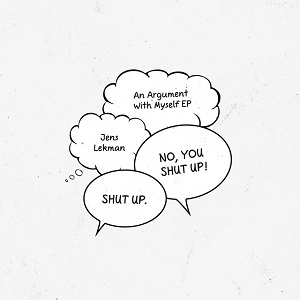 An Argument
With Myself EP
Jens
Lekman
NO, YOU
SHUT UP!
SHUT UP.